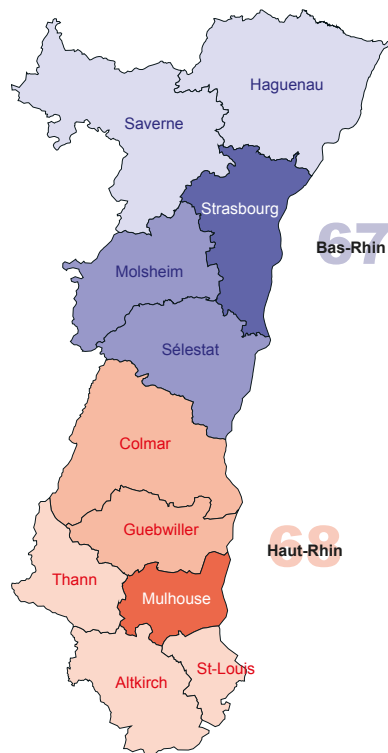 Haguenau
Saverne
Strasbourg
67
Bas-Rhin
Molsheim
Sélestat
Colmar
Guebwiller
68
Haut-Rhin
Thann
Mulhouse
St-Louis
Altkirch